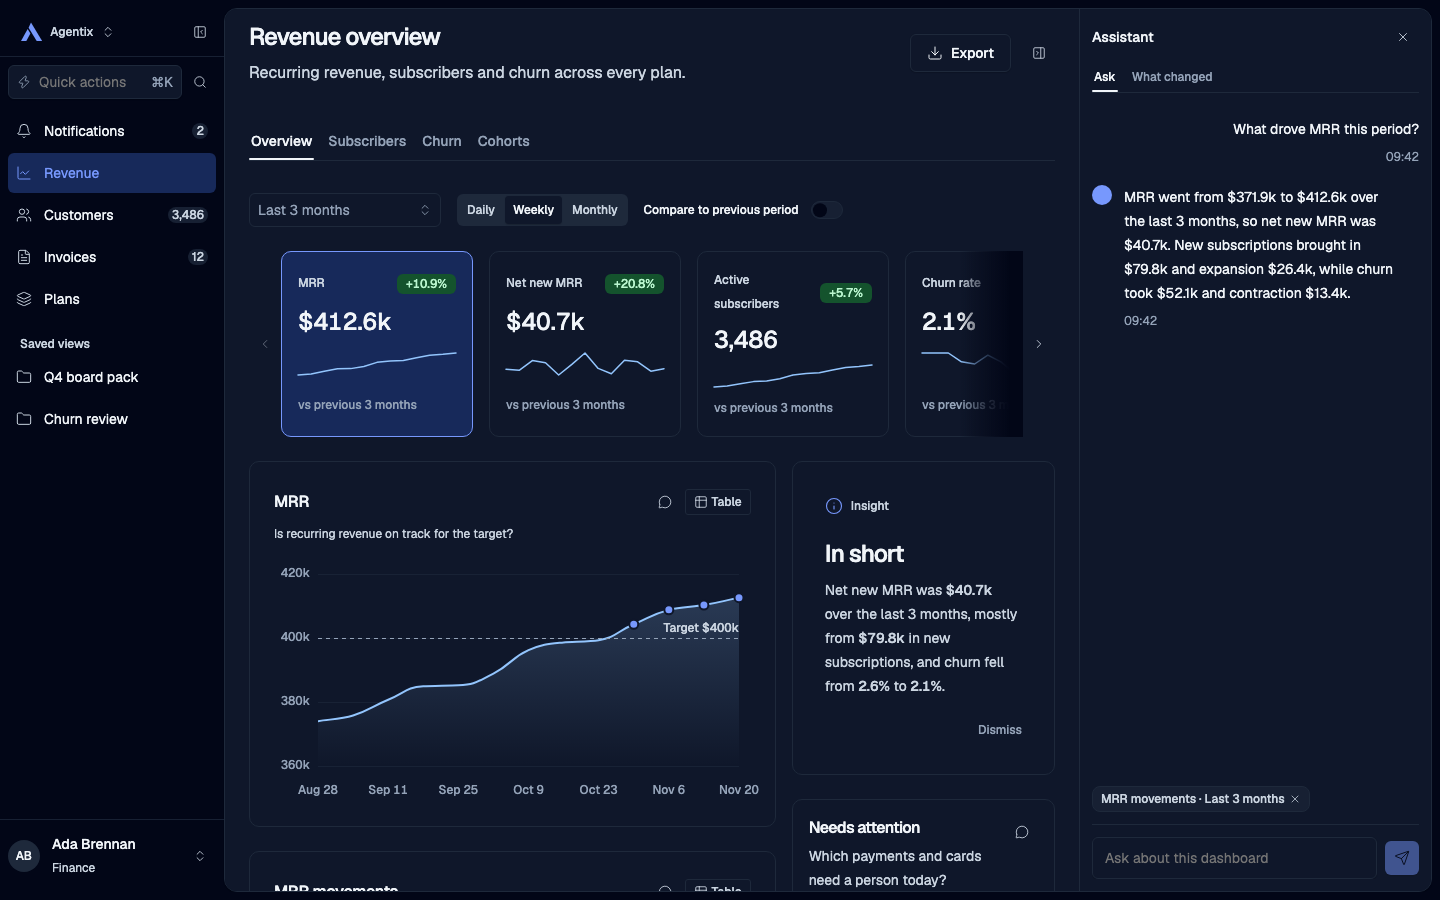 Agentix
Quick actions ⌘K
Notifications 2
Revenue
Customers 3,486
Invoices 12
Plans
Saved views
Q4 board pack
Churn review
AB
Ada Brennan
Finance
Revenue overview
Recurring revenue, subscribers and churn across every plan.
Export
Overview Subscribers Churn Cohorts
Last 3 months
Daily Weekly Monthly
Compare to previous period
MRR +10.9%
$412.6k
vs previous 3 months
Net new MRR +20.8%
$40.7k
vs previous 3 months
Active
subscribers
+5.7%
3,486
vs previous 3 months
Churn rate
2.1%
vs previous 3
MRR
Table
Is recurring revenue on track for the target?
420k
400k
380k
360k
Target $400k
Aug 28 Sep 11 Sep 25 Oct 9 Oct 23 Nov 6 Nov 20
MRR movements
Table
Insight
In short
Net new MRR was $40.7k
over the last 3 months, mostly
from $79.8k in new
subscriptions, and churn fell
from 2.6% to 2.1%.
Dismiss
Needs attention
Which payments and cards
need a person today?
Assistant
Ask What changed
What drove MRR this period?
09:42
MRR went from $371.9k to $412.6k over
the last 3 months, so net new MRR was
$40.7k. New subscriptions brought in
$79.8k and expansion $26.4k, while churn
took $52.1k and contraction $13.4k.
09:42
MRR movements · Last 3 months
Ask about this dashboard